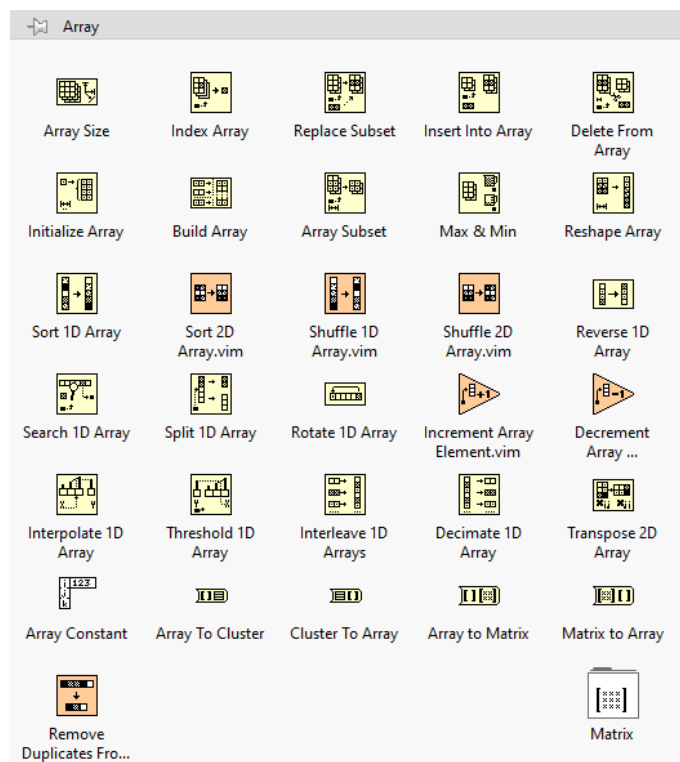 Array
Array Size
Index Array
Replace Subset
Insert Into Array
Delete From
Array
Initialize Array
Build Array
Array Subset
Max & Min
Reshape Array
Sort 1D Array
Sort 2D
Array.vim
Shuffle 1D
Array.vim
Shuffle 2D
Array.vim
Reverse 1D
Array
Search 1D Array
Split 1D Array
Rotate 1D Array
+1
Increment Array
Element.vim
-1
Decrement
Array ...
Interpolate 1D
Array
Threshold 1D
Array
Interleave 1D
Arrays
Decimate 1D
Array
Transpose 2D
Array
i 123
j
k
Array Constant
Array To Cluster
Cluster To Array
Array to Matrix
Matrix to Array
Remove
Duplicates Fro...
Matrix